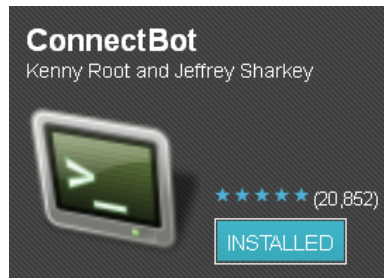 ConnectBot
Kenny Root and Jeffrey Sharkey
>_
(20,852)
INSTALLED